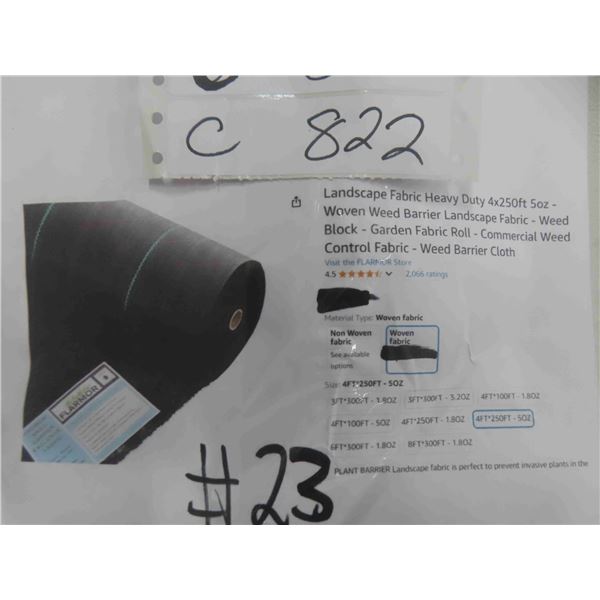 C 822
Landscape Fabric Heavy Duty 4x250ft 5oz -
Woven Weed Barrier Landscape Fabric - Weed
Block - Garden Fabric Roll - Commercial Weed
Control Fabric - Weed Barrier Cloth
Visit the FLARMOR Store
4.5 2,066 ratings
Material Type: Woven fabric
Non Woven fabric
Woven fabric
See available options
Size: 4FT*250FT - 5OZ
3FT*300FT - 1.8OZ 3FT*300FT - 3.2OZ 4FT*100FT - 1.8OZ
4FT*100FT - 5OZ 4FT*250FT - 1.8OZ 4FT*250FT - 5OZ
6FT*300FT - 1.8OZ 8FT*300FT - 1.8OZ
PLANT BARRIER Landscape fabric is perfect to prevent invasive plants in the
FLARMOR
#23